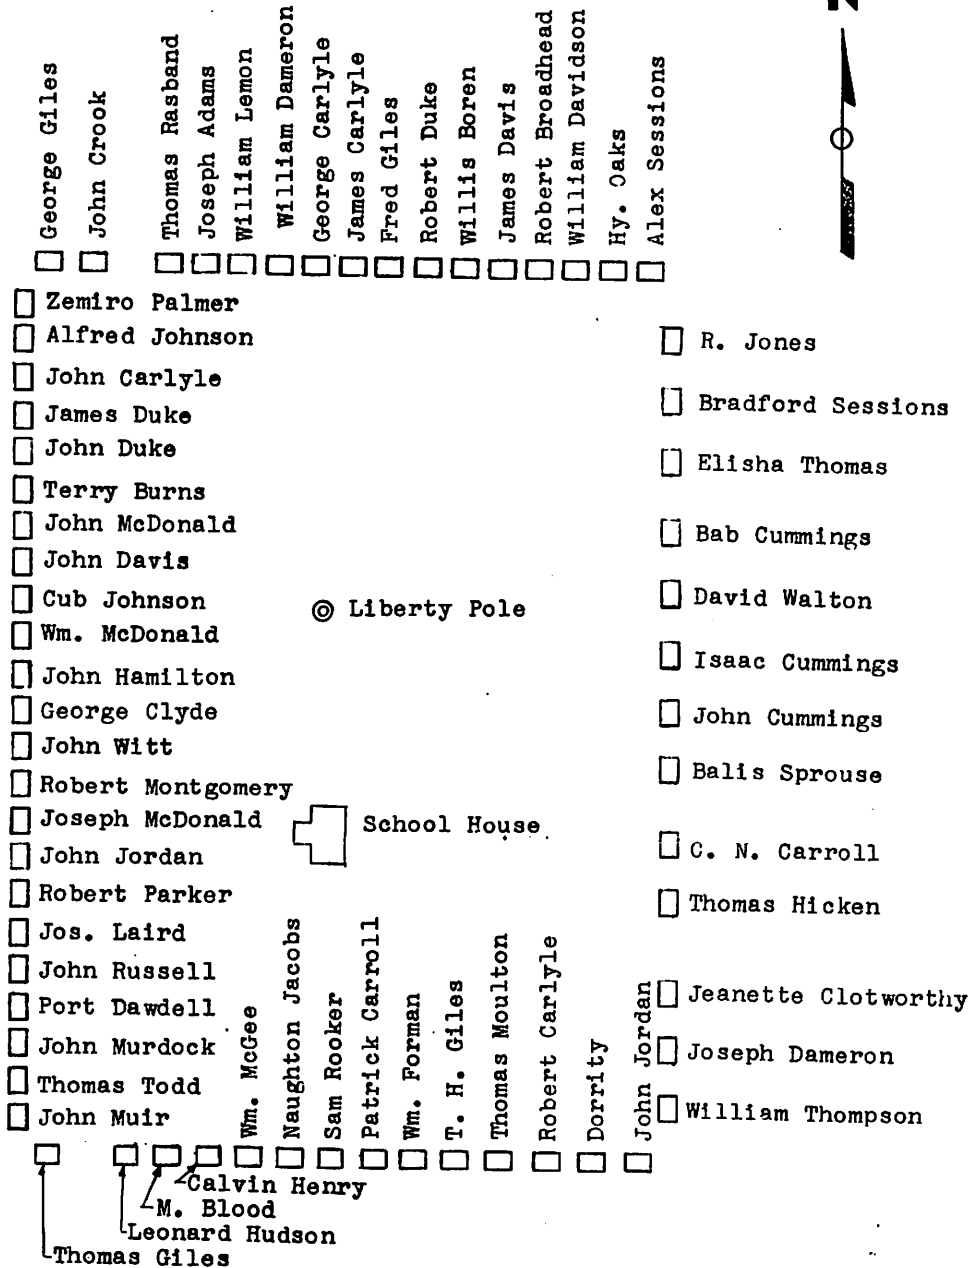 N
George Giles
John Crook
Thomas Rasband
Joseph Adams
William Lemon
William Dameron
George Carlyle
James Carlyle
Fred Giles
Robert Duke
Willis Boren
James Davis
Robert Broadhead
William Davidson
Hy. Oaks
Alex Sessions
Zemiro Palmer
Alfred Johnson
John Carlyle
James Duke
John Duke
Terry Burns
John McDonald
John Davis
Cub Johnson
Wm. McDonald
John Hamilton
George Clyde
John Witt
Robert Montgomery
Joseph McDonald
John Jordan
Robert Parker
Jos. Laird
John Russell
Port Dawdell
John Murdock
Thomas Todd
John Muir
Liberty Pole
School House
R. Jones
Bradford Sessions
Elisha Thomas
Bab Cummings
David Walton
Isaac Cummings
John Cummings
Balis Sprouse
C. N. Carroll
Thomas Hicken
Jeanette Clotworthy
Joseph Dameron
William Thompson
Wm. McGee
Naughton Jacobs
Sam Rooker
Patrick Carroll
Wm. Forman
T. H. Giles
Thomas Moulton
Robert Carlyle
Dorrity
John Jordan
Calvin Henry
M. Blood
Leonard Hudson
Thomas Giles